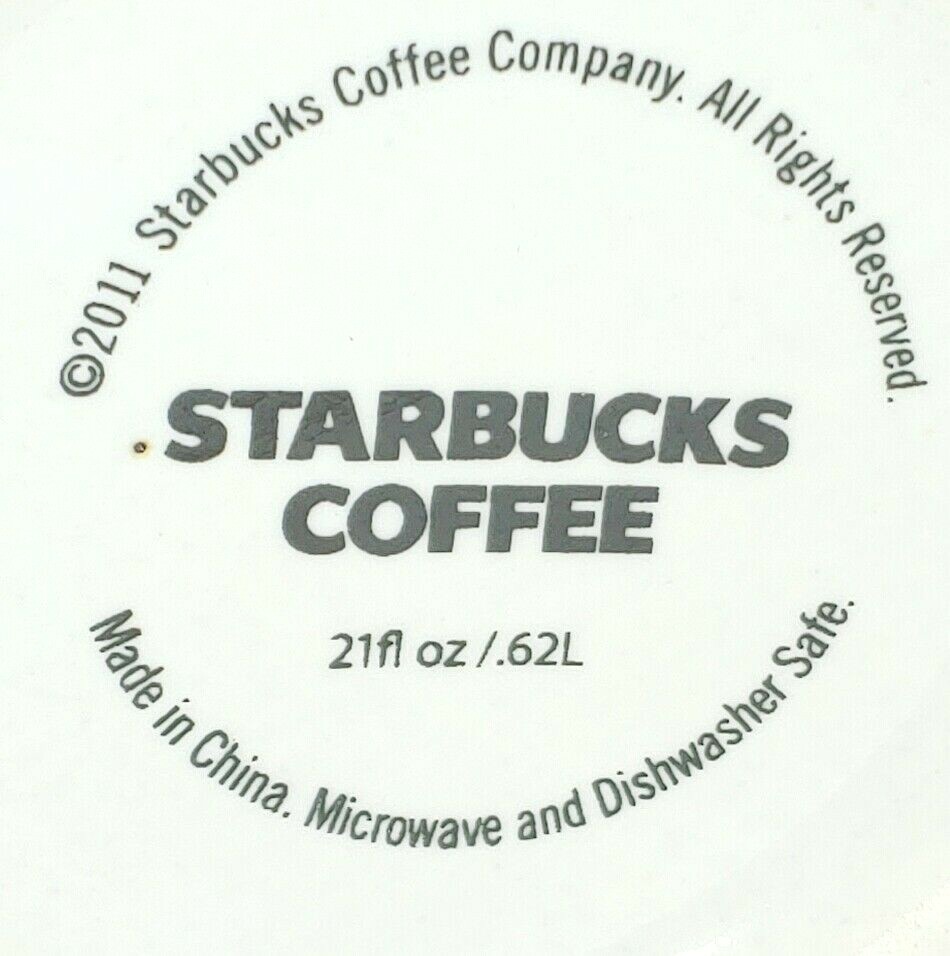 ©2011 Starbucks Coffee Company. All Rights Reserved.
STARBUCKS
COFFEE
21fl oz /.62L
Made in China. Microwave and Dishwasher Safe.